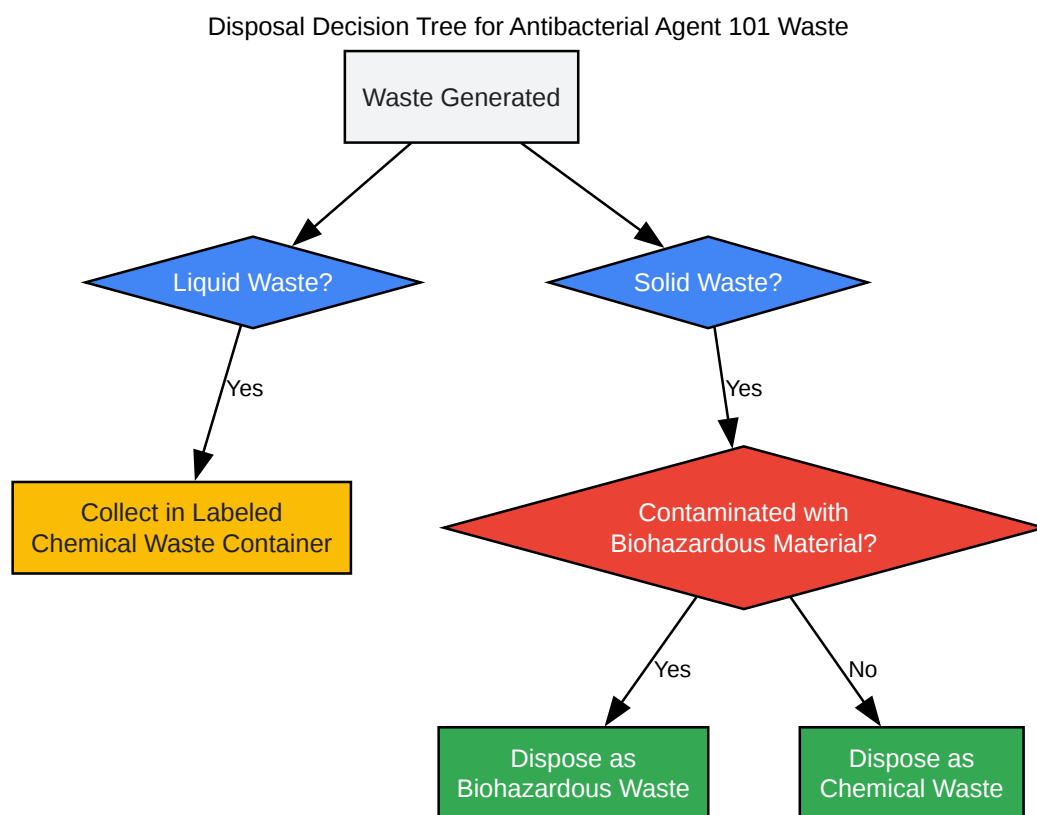 Disposal Decision Tree for Antibacterial Agent 101 Waste
Waste Generated
Liquid Waste?
Solid Waste?
Yes
Yes
Collect in Labeled
Chemical Waste Container
Contaminated with
Biohazardous Material?
Yes
No
Dispose as
Biohazardous Waste
Dispose as
Chemical Waste